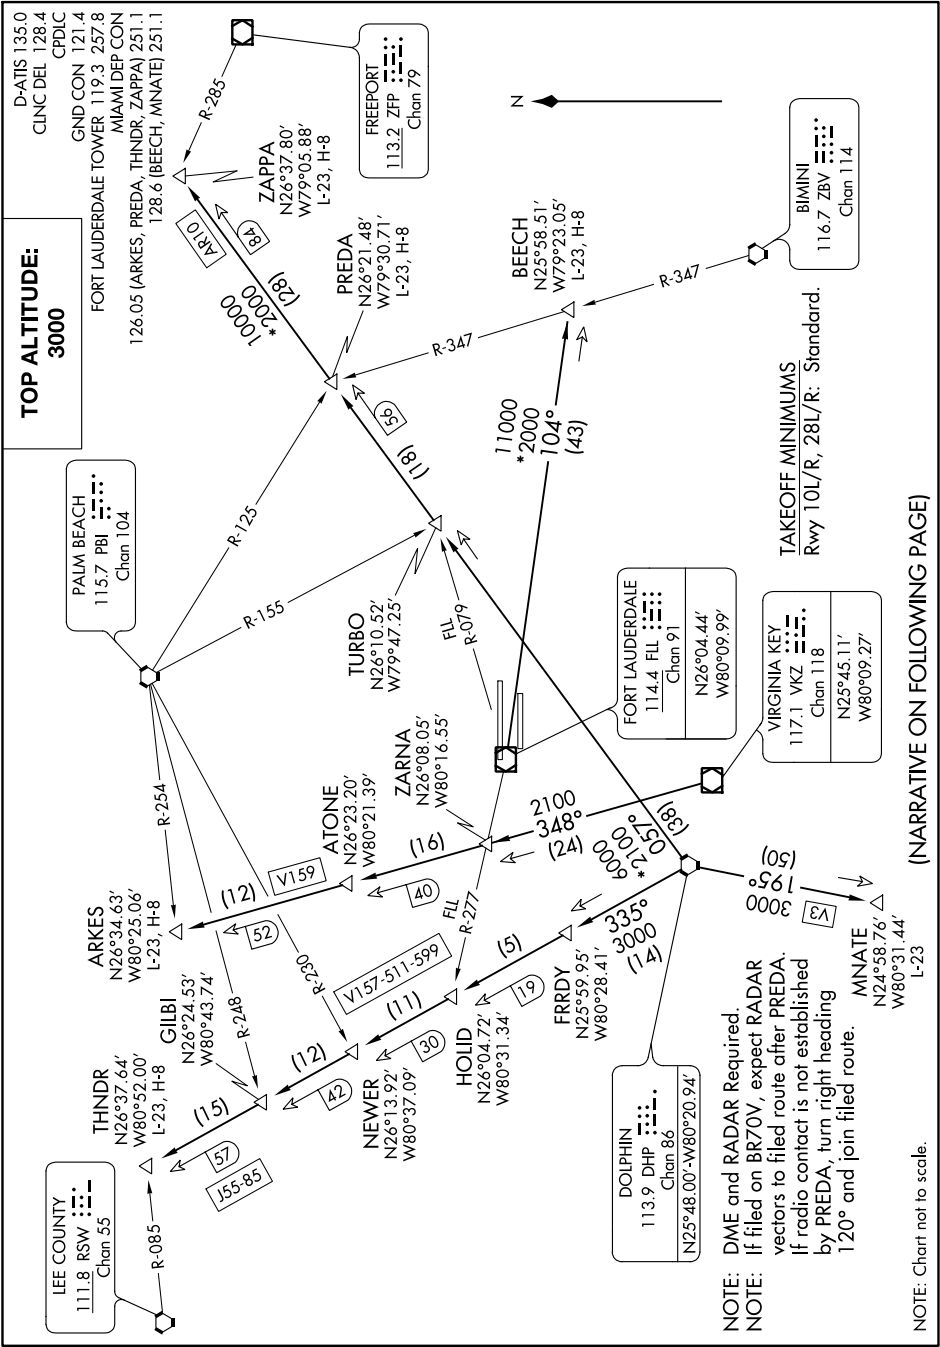 D-ATIS 135.0
CLNC DEL 128.4
CPDLC
GND CON 121.4
FORT LAUDERDALE TOWER 119.3 257.8
MIAMI DEP CON
126.05 (ARKES, PREDA, THNDR, ZAPPA) 251.1
128.6 (BEECH, MNATE) 251.1
TOP ALTITUDE:
3000
LEE COUNTY
111.8 RSW
Chan 55
R-085
THNDR
N26°37.64'
W80°52.00'
L-23, H-8
(15)
57
J55-85
GILBI
N26°24.53'
W80°43.74'
R-248
(12)
42
NEWER
N26°13.92'
W80°37.09'
R-230
(11)
30
V157-511-599
HOLID
N26°04.72'
W80°31.34'
FLL
R-277
(5)
19
FRRDY
N25°59.95'
W80°28.41'
335°
3000
(14)
ARKES
N26°34.63'
W80°25.06'
L-23, H-8
R-254
(12)
52
V159
ATONE
N26°23.20'
W80°21.39'
(16)
40
ZARNA
N26°08.05'
W80°16.55'
2100
348°
(24)
PALM BEACH
115.7 PBI
Chan 104
R-125
R-155
TURBO
N26°10.52'
W79°47.25'
FLL
R-079
6000
*2100
057°
(38)
(18)
56
PREDA
N26°21.48'
W79°30.71'
L-23, H-8
10000
*2000
(28)
84
AR10
ZAPPA
N26°37.80'
W79°05.88'
L-23, H-8
R-285
FREEPORT
113.2 ZFP
Chan 79
N
BEECH
N25°58.51'
W79°23.05'
L-23, H-8
R-347
R-347
11000
*2000
104°
(43)
BIMINI
116.7 ZBV
Chan 114
FORT LAUDERDALE
114.4 FLL
Chan 91
N26°04.44'
W80°09.99'
VIRGINIA KEY
117.1 VKZ
Chan 118
N25°45.11'
W80°09.27'
DOLPHIN
113.9 DHP
Chan 86
N25°48.00'-W80°20.94'
3000
195°
(50)
V3
MNATE
N24°58.76'
W80°31.44'
L-23
TAKEOFF MINIMUMS
Rwy 10L/R, 28L/R: Standard.
NOTE: DME and RADAR Required.
NOTE: If filed on BR70V, expect RADAR
vectors to filed route after PREDA.
If radio contact is not established
by PREDA, turn right heading
120° and join filed route.
(NARRATIVE ON FOLLOWING PAGE)
NOTE: Chart not to scale.